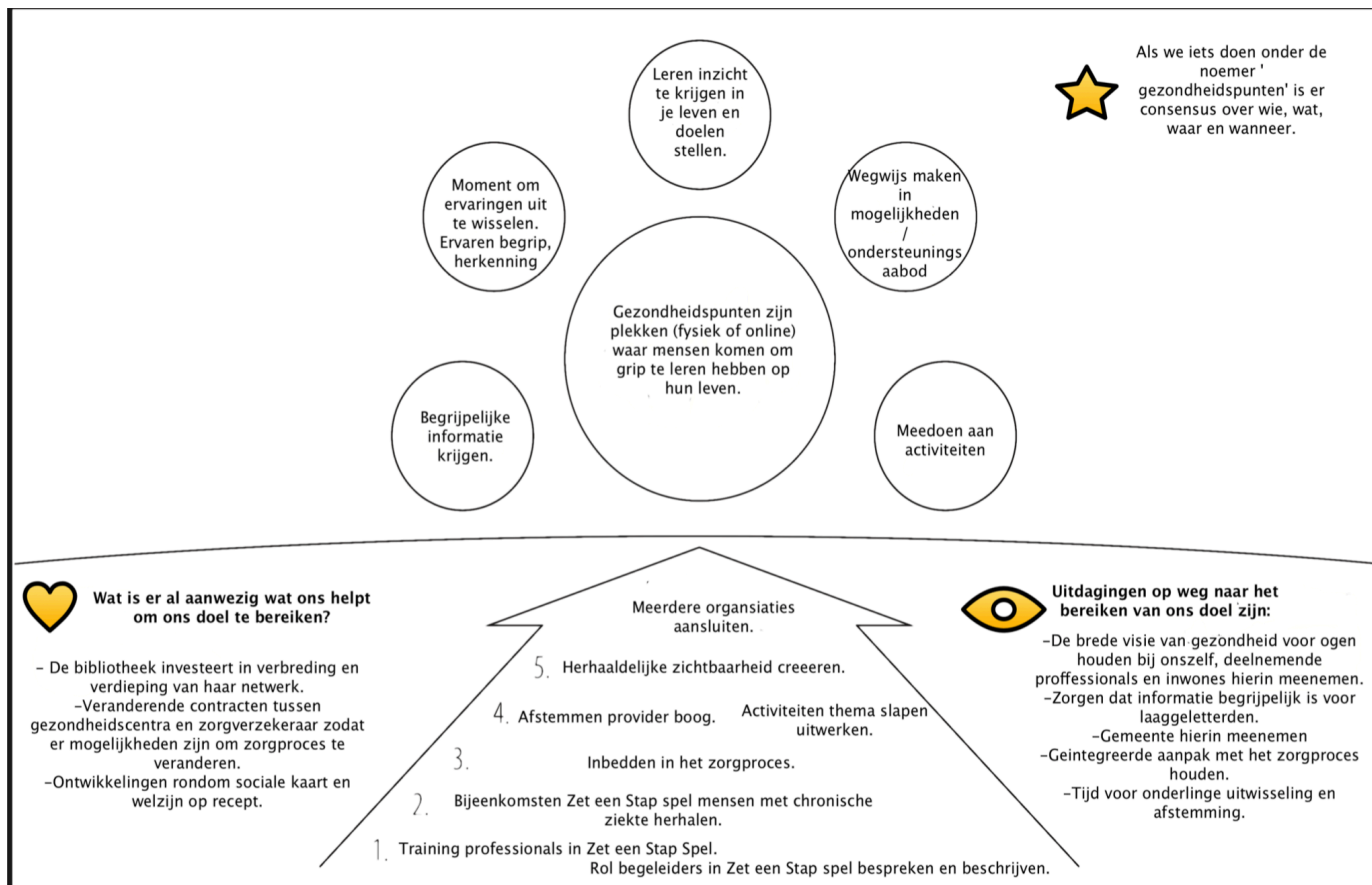 Als we iets doen onder de
noemer '
gezondheidspunten' is er
consensus over wie, wat,
waar en wanneer.
Leren inzicht
te krijgen in
je leven en
doelen
stellen.
Moment om
ervaringen uit
te wisselen.
Ervaren begrip,
herkenning
Wegwijs maken
in
mogelijkheden
/
ondersteunings
aabod
Gezondheidspunten zijn
plekken (fysiek of online)
waar mensen komen om
grip te leren hebben op
hun leven.
Begrijpelijke
informatie
krijgen.
Meedoen aan
activiteiten
Wat is er al aanwezig wat ons helpt
om ons doel te bereiken?
- De bibliotheek investeert in verbreding en
verdieping van haar netwerk.
-Veranderende contracten tussen
gezondheidscentra en zorgverzekeraar zodat
er mogelijkheden zijn om zorgproces te
veranderen.
-Ontwikkelingen rondom sociale kaart en
welzijn op recept.
Meerdere organsiaties
aansluiten.
5. Herhaaldelijke zichtbaarheid creeeren.
4. Afstemmen provider boog. Activiteiten thema slapen
uitwerken.
3. Inbedden in het zorgproces.
2. Bijeenkomsten Zet een Stap spel mensen met chronische
ziekte herhalen.
1. Training professionals in Zet een Stap Spel.
Rol begeleiders in Zet een Stap spel bespreken en beschrijven.
Uitdagingen op weg naar het
bereiken van ons doel zijn:
-De brede visie van gezondheid voor ogen
houden bij onszelf, deelnemende
proffessionals en inwones hierin meenemen.
-Zorgen dat informatie begrijpelijk is voor
laaggeletterden.
-Gemeente hierin meenemen
-Geintegreerde aanpak met het zorgproces
houden.
-Tijd voor onderlinge uitwisseling en
afstemming.